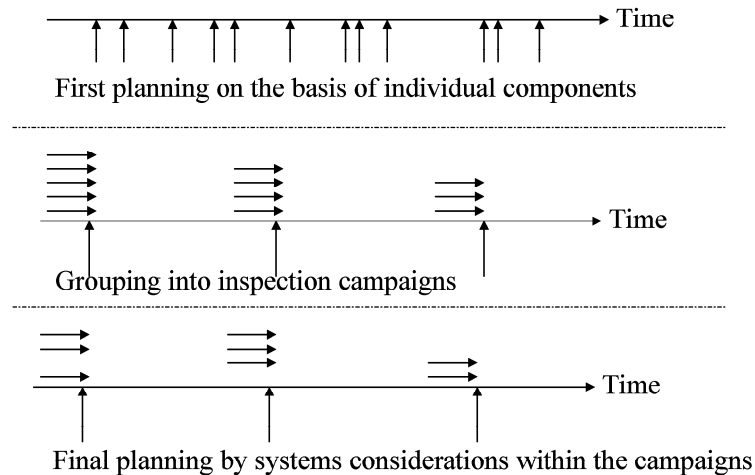 Time
First planning on the basis of individual components
Time
Grouping into inspection campaigns
Time
Final planning by systems considerations within the campaigns